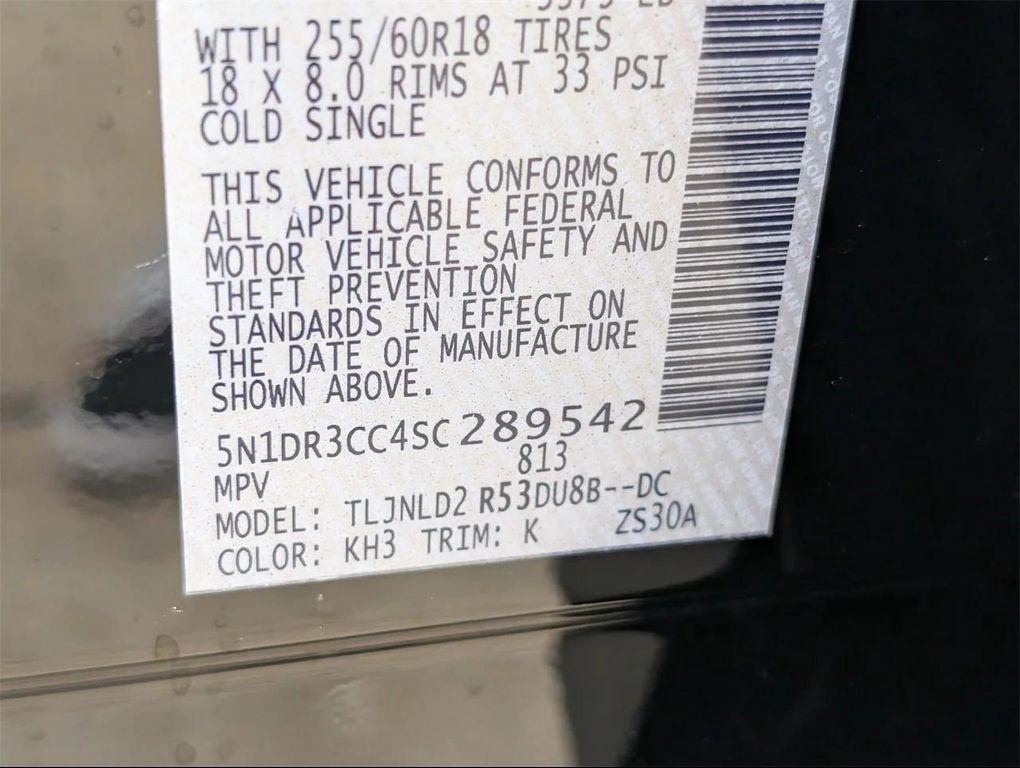 WITH 255/60R18 TIRES
18 X 8.0 RIMS AT 33 PSI
COLD SINGLE
THIS VEHICLE CONFORMS TO
ALL APPLICABLE FEDERAL
MOTOR VEHICLE SAFETY AND
THEFT PREVENTION
STANDARDS IN EFFECT ON
THE DATE OF MANUFACTURE
SHOWN ABOVE.
5N1DR3CC4SC289542
813
MPV
MODEL: TLJNLD2 R53DU8B--DC
COLOR: KH3 TRIM: K ZS30A